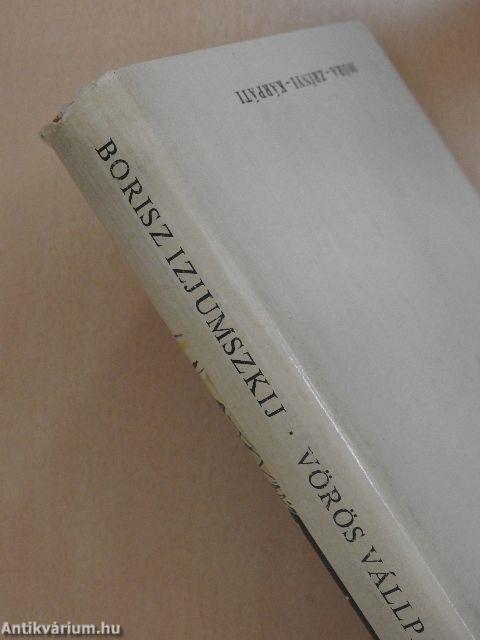 MÓRA-ZRÍNYI-KÁRPÁTI
BORISZ IZJUMSZKIJ · VÖRÖS VÁLLP
Antikvárium.hu